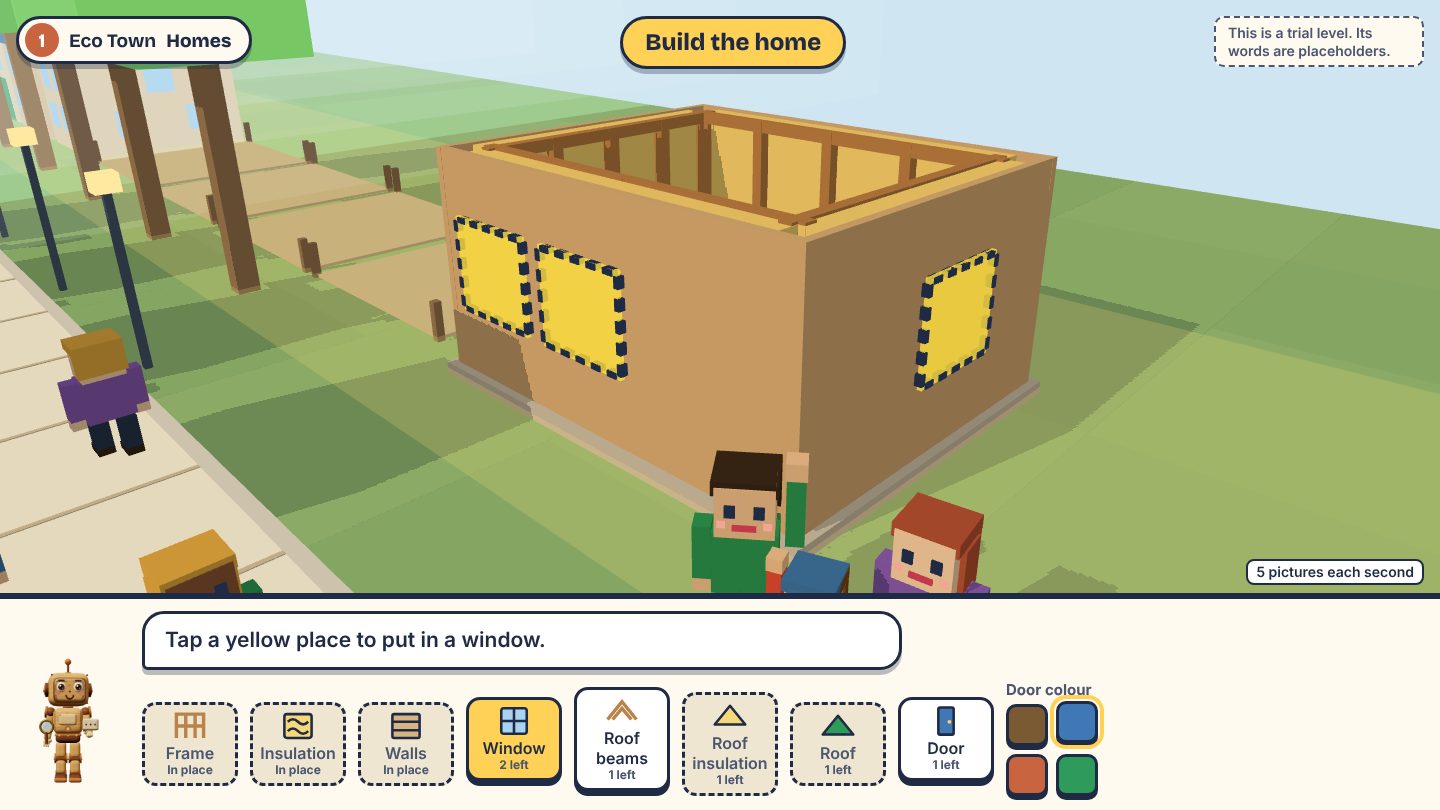 1 Eco Town Homes
Build the home
This is a trial level. Its
words are placeholders.
5 pictures each second
Tap a yellow place to put in a window.
Door colour
Frame
In place
Insulation
In place
Walls
In place
Window
2 left
Roof
beams
1 left
Roof
insulation
1 left
Roof
1 left
Door
1 left